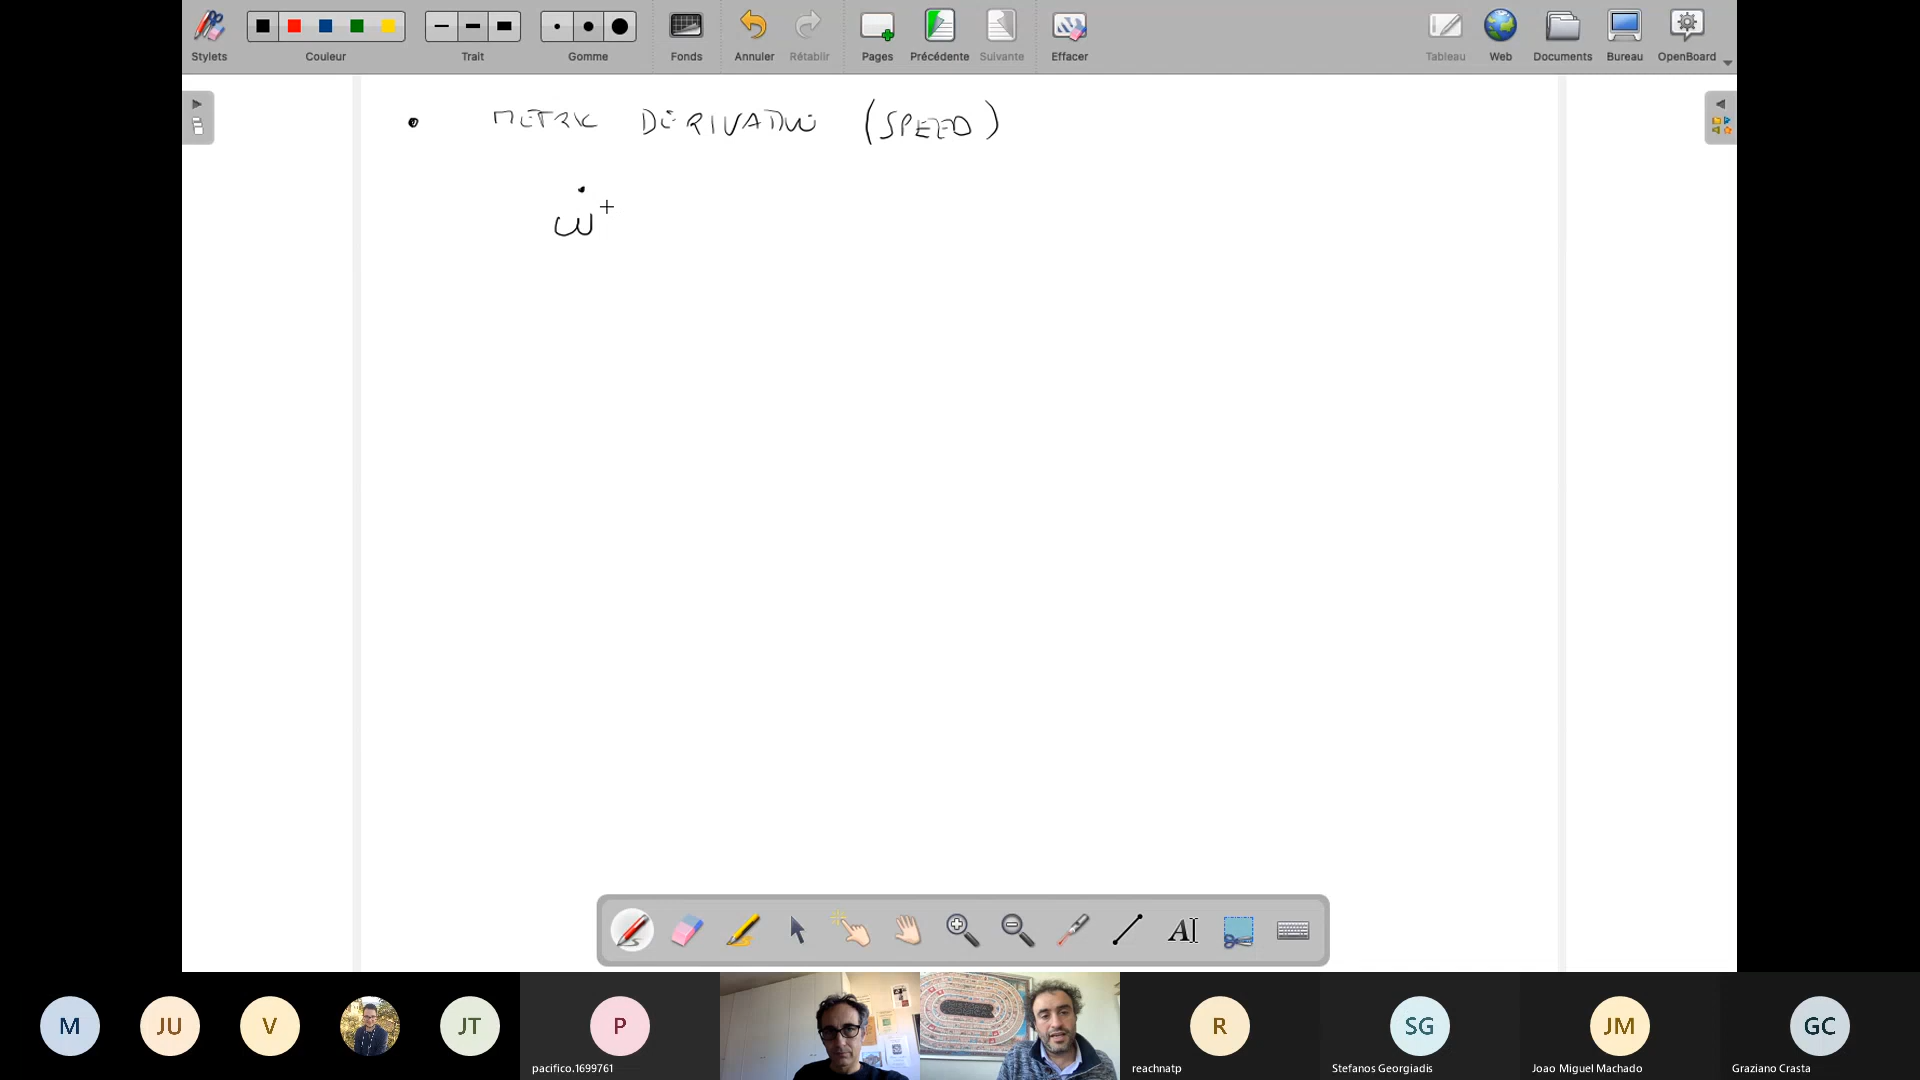 Stylets Couleur Trait Gomme Fonds Annuler Rétablir Pages Précédente Suivante Effacer Tableau Web Documents Bureau OpenBoard
• METRIC DERIVATIVE (SPEED)
ω̇
AI
M JU V JT P R SG JM GC
pacifico.1699761 reachnatp Stefanos Georgiadis Joao Miguel Machado Graziano Crasta